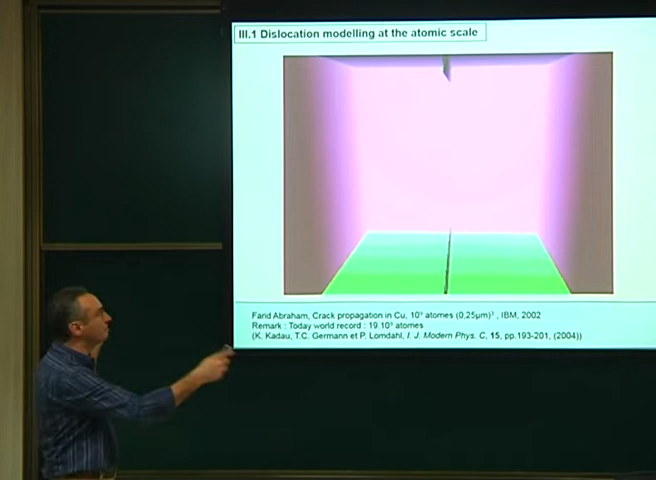 III.1 Dislocation modelling at the atomic scale
Farid Abraham, Crack propagation in Cu, 10⁹ atomes (0,25µm)³ , IBM, 2002
Remark : Today world record : 19.10⁹ atomes
(K. Kadau, T.C. Germann et P. Lomdahl, I. J. Modern Phys. C, 15, pp.193-201, (2004))